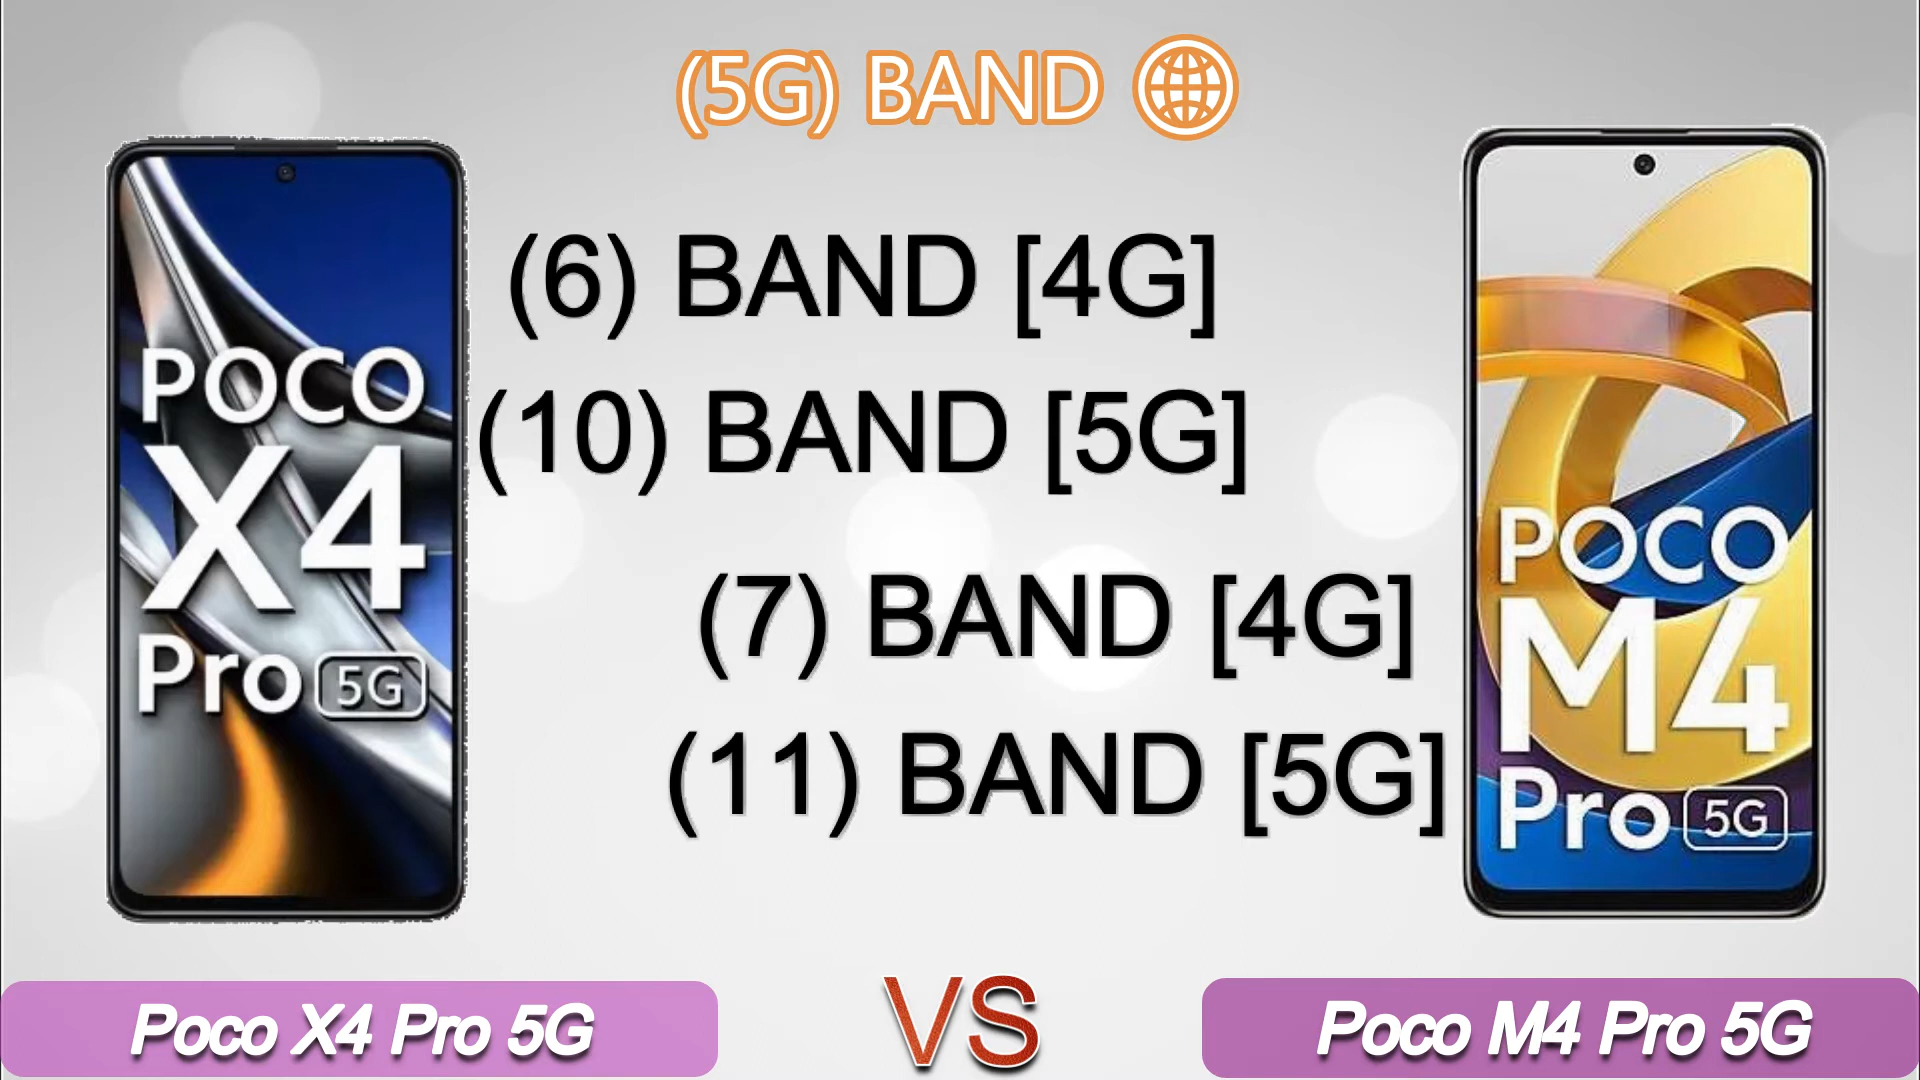 (5G) BAND
(6) BAND [4G]
(10) BAND [5G]
(7) BAND [4G]
(11) BAND [5G]
POCO
X4
Pro 5G
POCO
M4
Pro 5G
Poco X4 Pro 5G
VS
Poco M4 Pro 5G